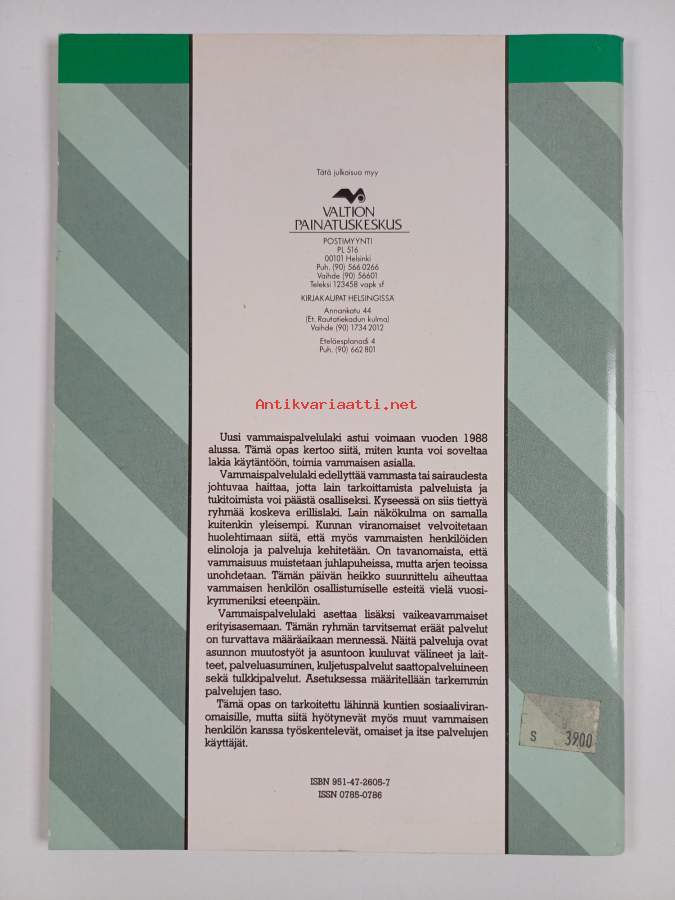 Tätä julkaisua myy
VALTION
PAINATUSKESKUS
POSTIMYYNTI
PL 516
00101 Helsinki
Puh. (90) 566 0266
Vaihde (90) 56601
Teleksi 123458 vapk sf
KIRJAKAUPAT HELSINGISSÄ
Annankatu 44
(Et. Rautatiekadun kulma)
Vaihde (90) 1734 2012
Eteläesplanadi 4
Puh. (90) 662 801
Antikvariaatti.net
Uusi vammaispalvelulaki astui voimaan vuoden 1988
alussa. Tämä opas kertoo siitä, miten kunta voi soveltaa
lakia käytäntöön, toimia vammaisen asialla.
Vammaispalvelulaki edellyttää vammasta tai sairaudesta
johtuvaa haittaa, jotta lain tarkoittamista palveluista ja
tukitoimista voi päästä osalliseksi. Kyseessä on siis tiettyä
ryhmää koskeva erillislaki. Lain näkökulma on samalla
kuitenkin yleisempi. Kunnan viranomaiset velvoitetaan
huolehtimaan siitä, että myös vammaisten henkilöiden
elinoloja ja palveluja kehitetään. On tavanomaista, että
vammaisuus muistetaan juhlapuheissa, mutta arjen teoissa
unohdetaan. Tämän päivän heikko suunnittelu aiheuttaa
vammaisen henkilön osallistumiselle esteitä vielä vuosi-
kymmeniksi eteenpäin.
Vammaispalvelulaki asettaa lisäksi vaikeavammaiset
erityisasemaan. Tämän ryhmän tarvitsemat eräät palvelut
on turvattava määräaikaan mennessä. Näitä palveluja ovat
asunnon muutostyöt ja asuntoon kuuluvat välineet ja lait-
teet, palveluasuminen, kuljetuspalvelut saattopalveluineen
sekä tulkkipalvelut. Asetuksessa määritellään tarkemmin
palvelujen taso.
Tämä opas on tarkoitettu lähinnä kuntien sosiaaliviran-
omaisille, mutta siitä hyötynevät myös muut vammaisen
henkilön kanssa työskentelevät, omaiset ja itse palvelujen
käyttäjät.
S 3900
ISBN 951-47-2605-7
ISSN 0785-0786